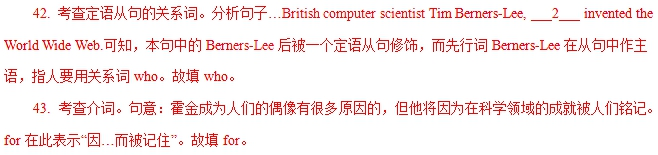 42. 考查定语从句的关系词。分析句子…British computer scientist Tim Berners-Lee, ___2___ invented the
World Wide Web.可知，本句中的 Berners-Lee 后被一个定语从句修饰，而先行词 Berners-Lee 在从句中作主
语，指人要用关系词 who。故填 who。
43. 考查介词。句意：霍金成为人们的偶像有很多原因的，但他将因为在科学领域的成就被人们铭记。
for 在此表示“因…而被记住”。故填 for。